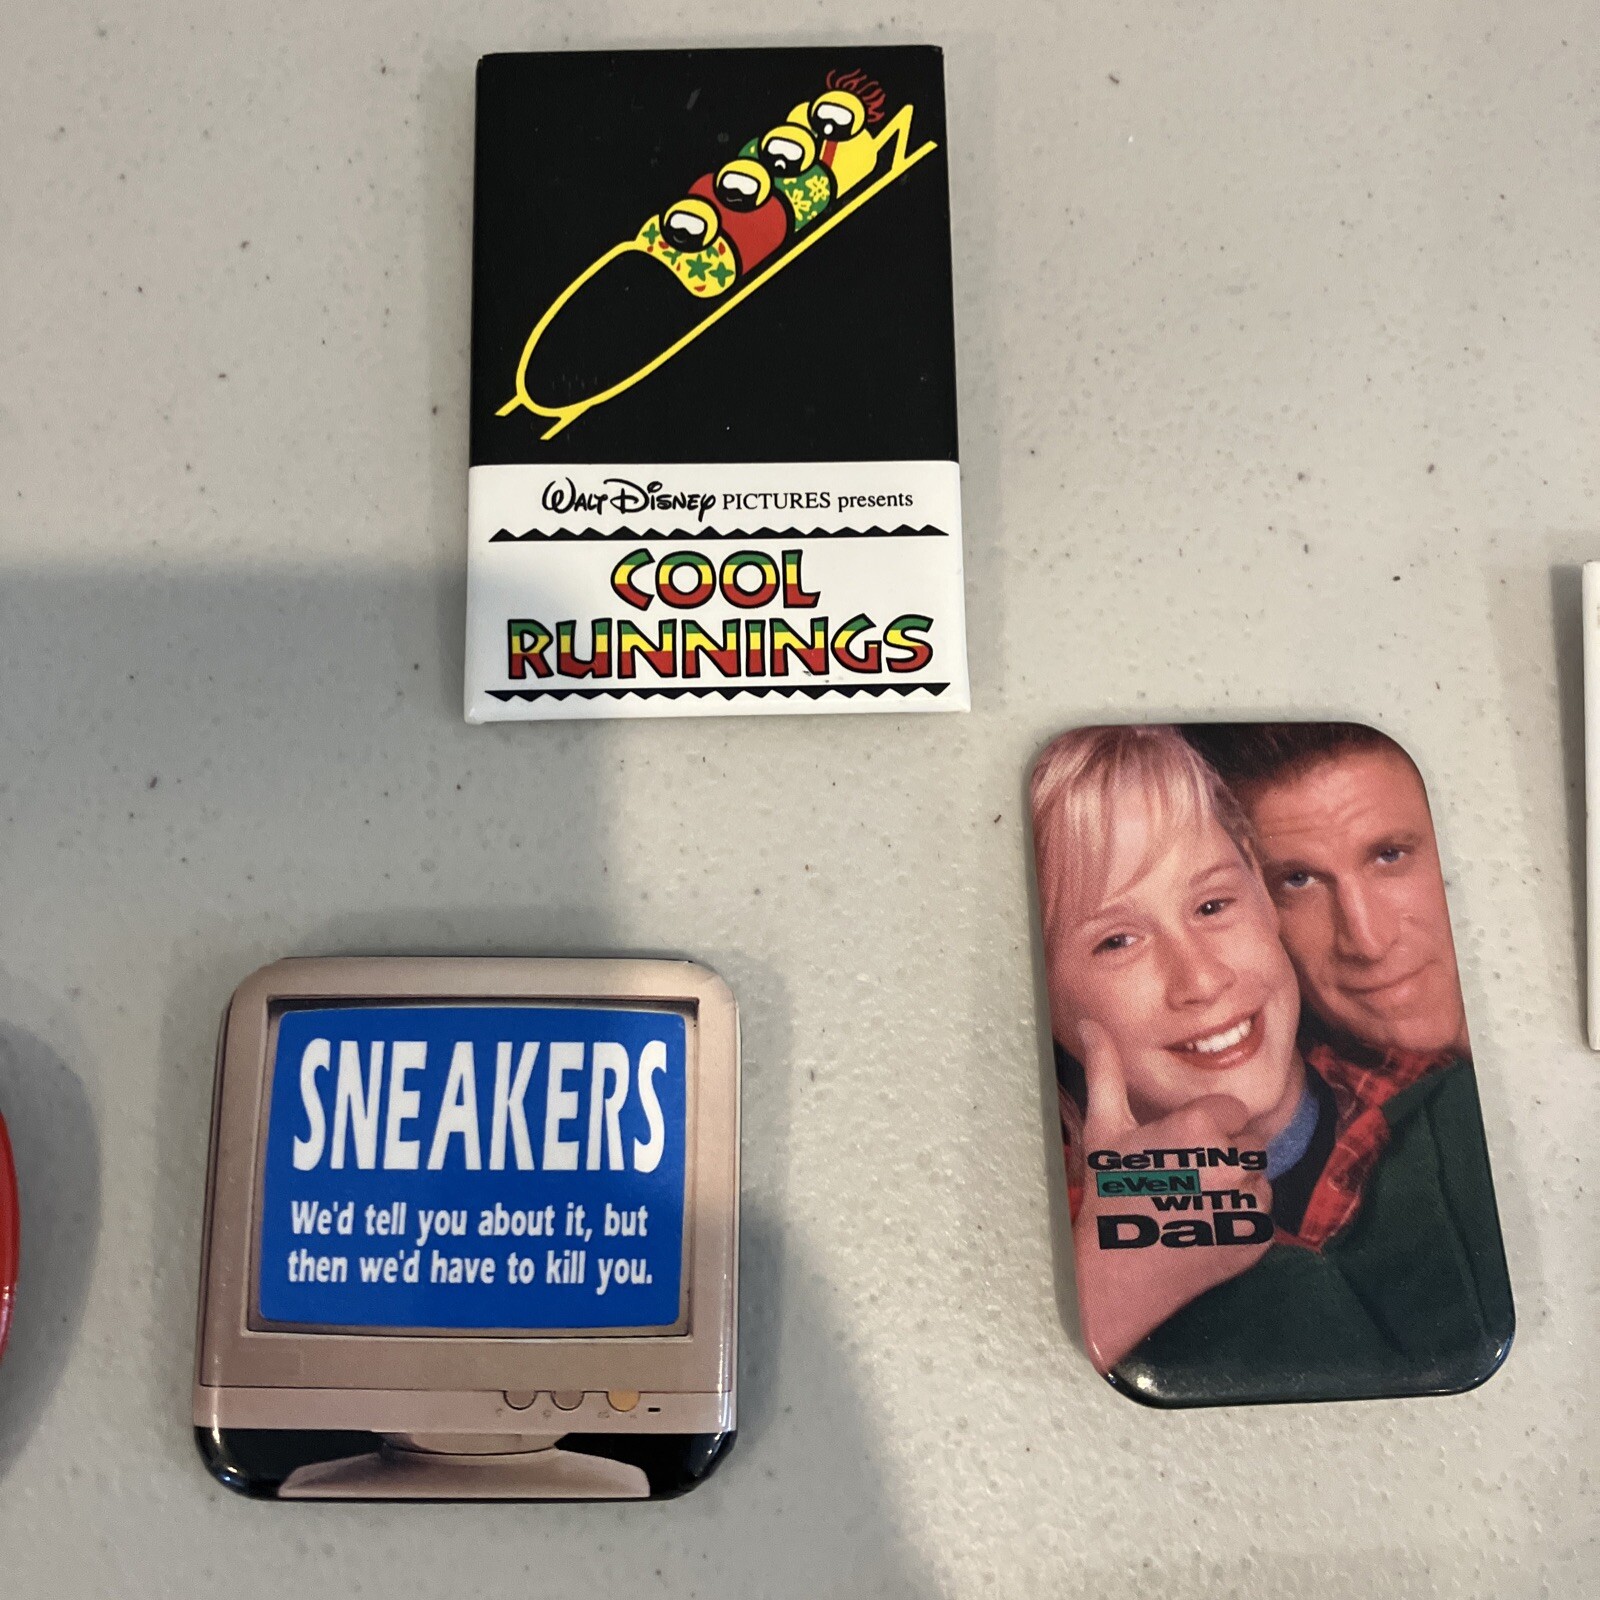 WALT DISNEY PICTURES presents
COOL
RUNNINGS
SNEAKERS
We'd tell you about it, but
then we'd have to kill you.
GeTTiNg
eVeN
wiTh
DaD